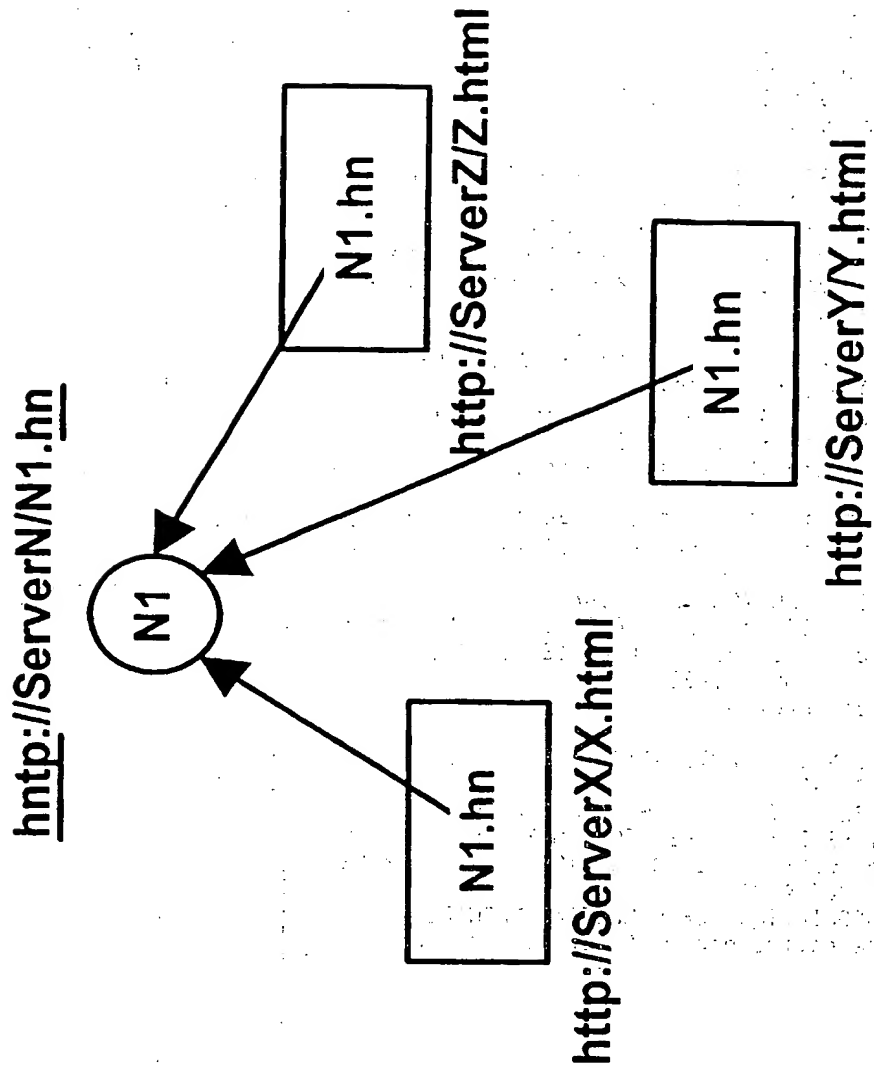 hntp://ServerN/N1.hn
N1
N1.hn
http://ServerX/X.html
N1.hn
http://ServerZ/Z.html
N1.hn
http://ServerY/Y.html